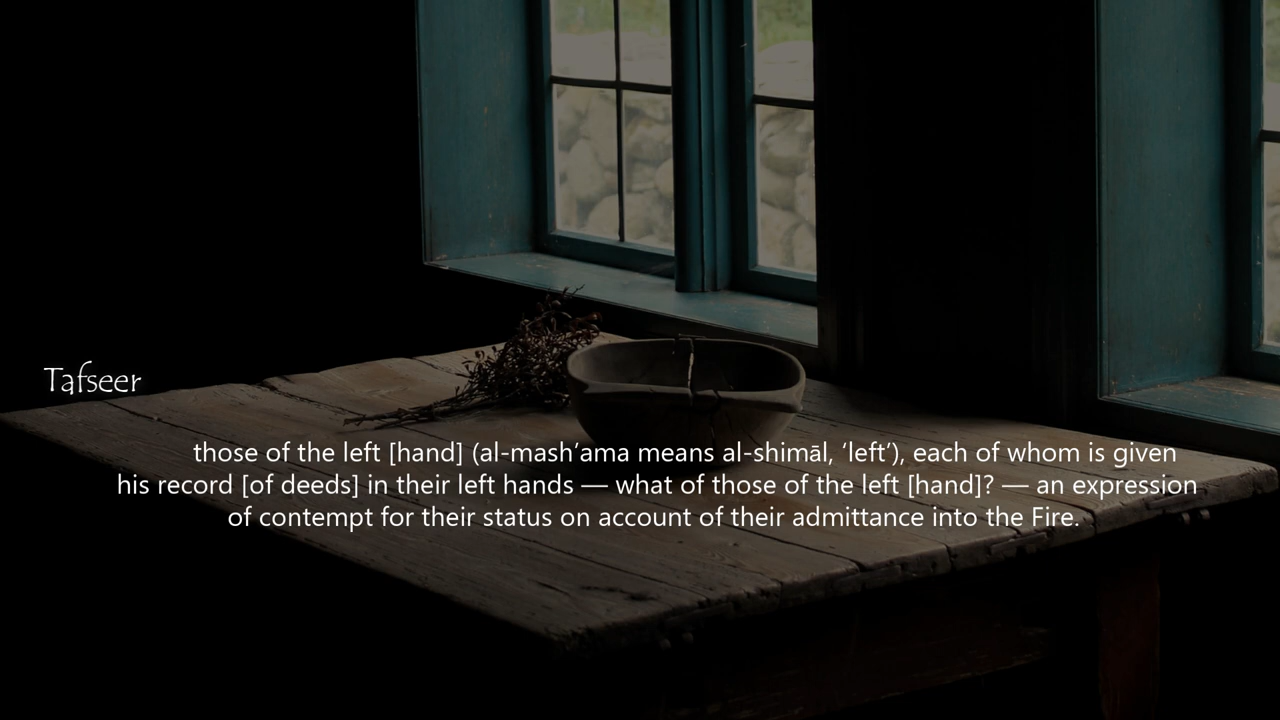 Tafseer
those of the left [hand] (al-mash’ama means al-shimāl, ‘left’), each of whom is given
his record [of deeds] in their left hands — what of those of the left [hand]? — an expression
of contempt for their status on account of their admittance into the Fire.